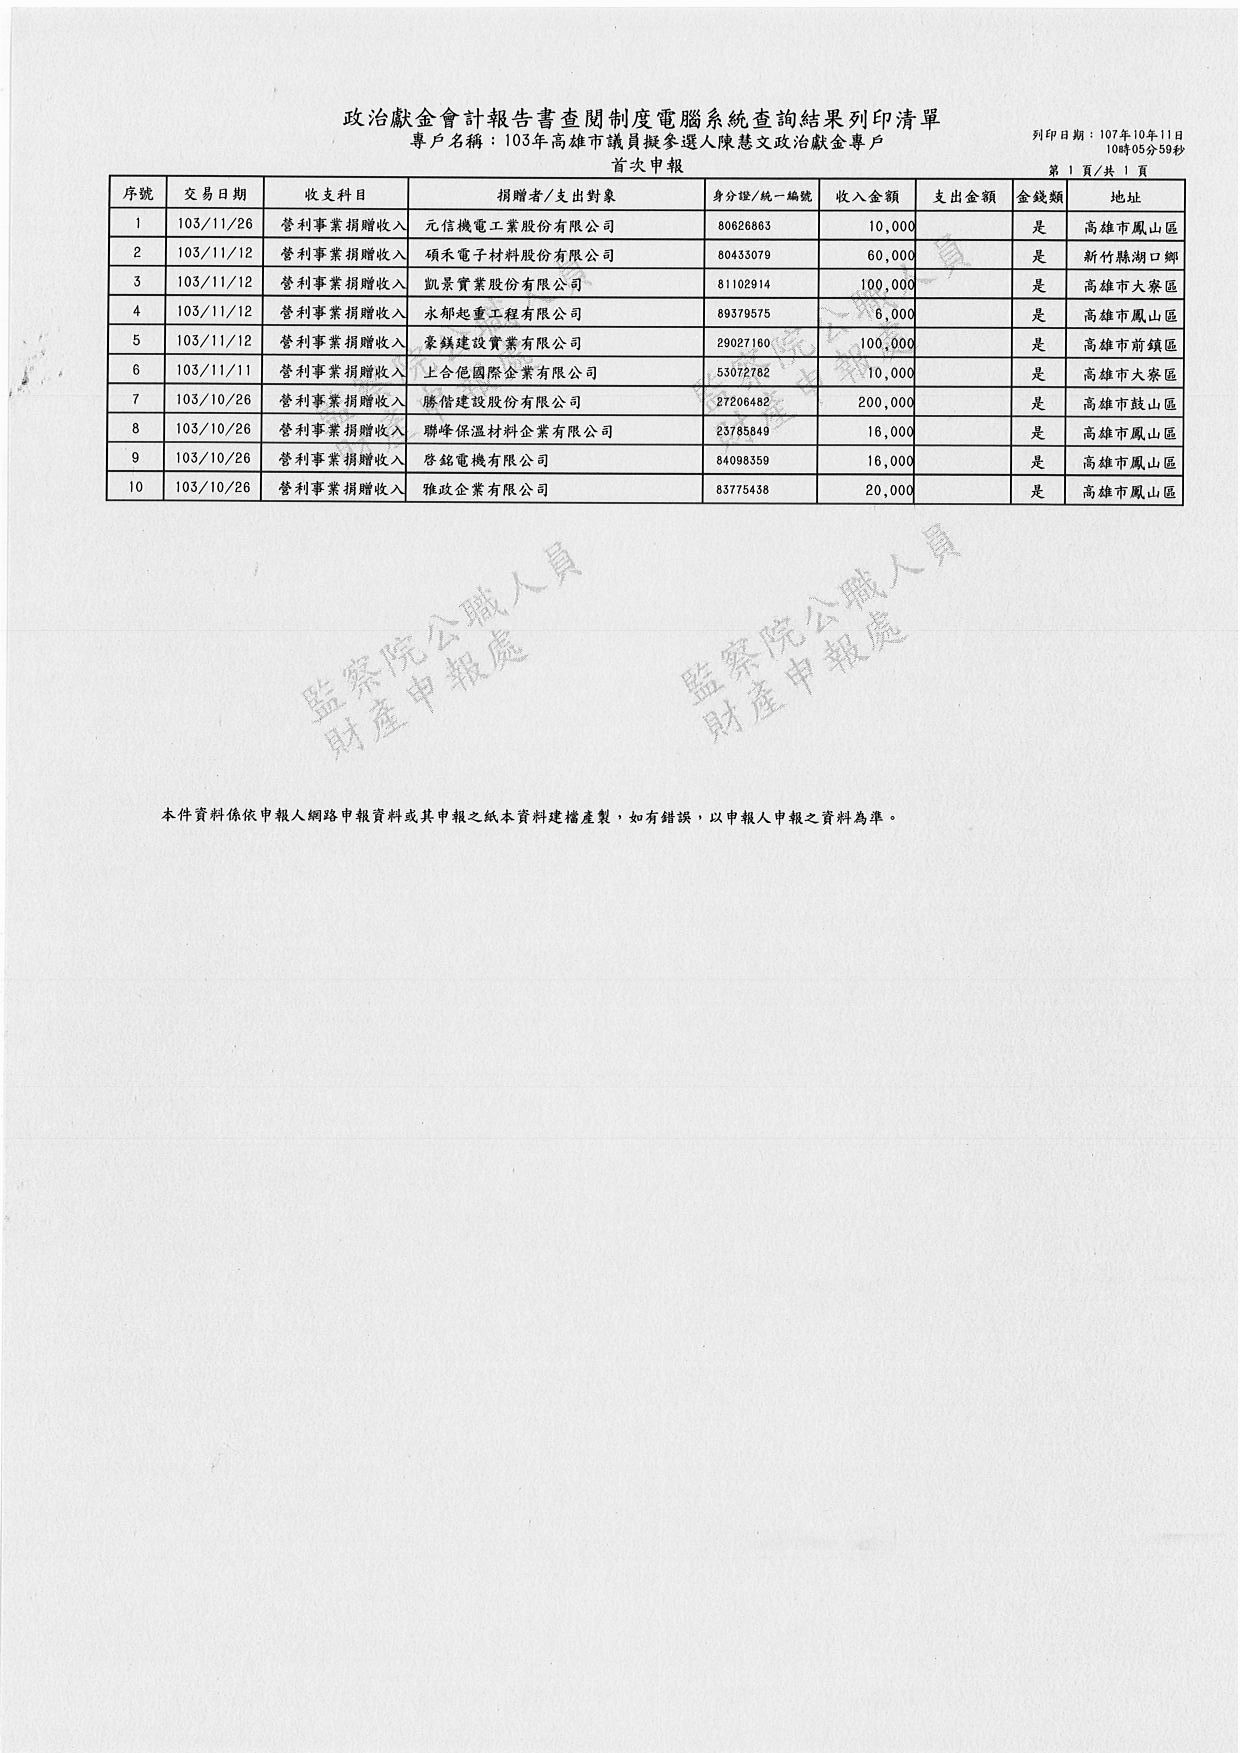 政治獻金會計報告書查閱制度電腦系統查詢結果列印清單
專戶名稱：103年高雄市議員擬參選人陳慧文政治獻金專戶
首次申報
列印日期：107年10年11日
10時05分59秒
第 1 頁/共 1 頁
序號 交易日期 收支科目 捐贈者/支出對象 身分證/統一編號 收入金額 支出金額 金錢類 地址
1 103/11/26 營利事業捐贈收入 元信機電工業股份有限公司 80626863 10,000 是 高雄市鳳山區
2 103/11/12 營利事業捐贈收入 碩禾電子材料股份有限公司 80433079 60,000 是 新竹縣湖口鄉
3 103/11/12 營利事業捐贈收入 凱景實業股份有限公司 81102914 100,000 是 高雄市大寮區
4 103/11/12 營利事業捐贈收入 永郁起重工程有限公司 89379575 6,000 是 高雄市鳳山區
5 103/11/12 營利事業捐贈收入 豪鎂建設實業有限公司 29027160 100,000 是 高雄市前鎮區
6 103/11/11 營利事業捐贈收入 上合俋國際企業有限公司 53072782 10,000 是 高雄市大寮區
7 103/10/26 營利事業捐贈收入 勝偕建設股份有限公司 27206482 200,000 是 高雄市鼓山區
8 103/10/26 營利事業捐贈收入 聯峰保溫材料企業有限公司 23785849 16,000 是 高雄市鳳山區
9 103/10/26 營利事業捐贈收入 啓銘電機有限公司 84098359 16,000 是 高雄市鳳山區
10 103/10/26 營利事業捐贈收入 雅政企業有限公司 83775438 20,000 是 高雄市鳳山區
監察院公職人員
財產申報處
監察院公職人員
財產申報處
監察院公職人員
財產申報處
監察院公職人員
財產申報處
本件資料係依申報人網路申報資料或其申報之紙本資料建檔產製，如有錯誤，以申報人申報之資料為準。